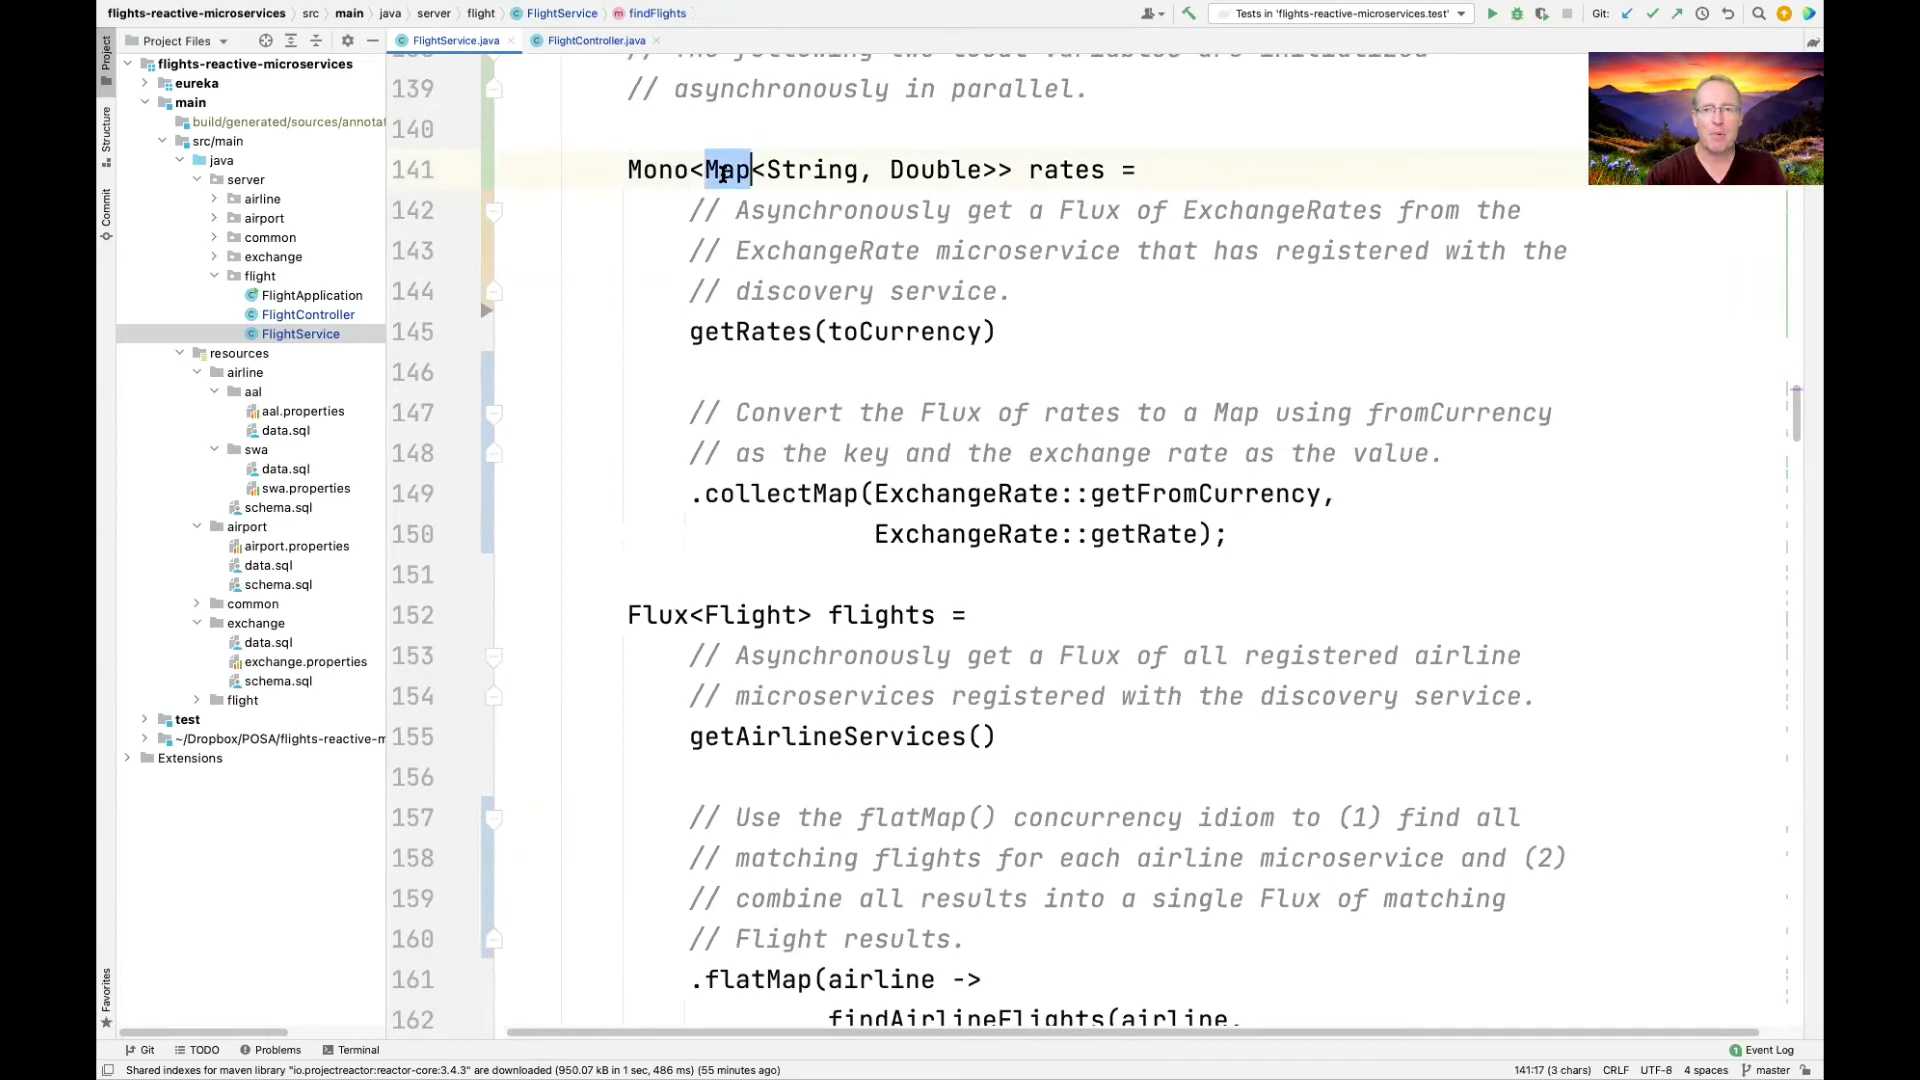 flights-reactive-microservices src main java server flight FlightService findFlights Tests in 'flights-reactive-microservices.test' Git:
Project Files
FlightService.java FlightController.java
Project
Structure
Commit
Favorites
flights-reactive-microservices
eureka
main
build/generated/sources/annotat
src/main
java
server
airline
airport
common
exchange
flight
FlightApplication
FlightController
FlightService
resources
airline
aal
aal.properties
data.sql
swa
data.sql
swa.properties
schema.sql
airport
airport.properties
data.sql
schema.sql
common
exchange
data.sql
exchange.properties
schema.sql
flight
test
~/Dropbox/POSA/flights-reactive-m
Extensions
139 // asynchronously in parallel.
140
141 Mono<Map<String, Double>> rates =
142 // Asynchronously get a Flux of ExchangeRates from the
143 // ExchangeRate microservice that has registered with the
144 // discovery service.
145 getRates(toCurrency)
146
147 // Convert the Flux of rates to a Map using fromCurrency
148 // as the key and the exchange rate as the value.
149 .collectMap(ExchangeRate::getFromCurrency,
150 ExchangeRate::getRate);
151
152 Flux<Flight> flights =
153 // Asynchronously get a Flux of all registered airline
154 // microservices registered with the discovery service.
155 getAirlineServices()
156
157 // Use the flatMap() concurrency idiom to (1) find all
158 // matching flights for each airline microservice and (2)
159 // combine all results into a single Flux of matching
160 // Flight results.
161 .flatMap(airline ->
162 findAirlineFlights(airline,
Git TODO Problems Terminal Event Log
Shared indexes for maven library "io.projectreactor:reactor-core:3.4.3" are downloaded (950.07 kB in 1 sec, 486 ms) (55 minutes ago) 141:17 (3 chars) CRLF UTF-8 4 spaces master